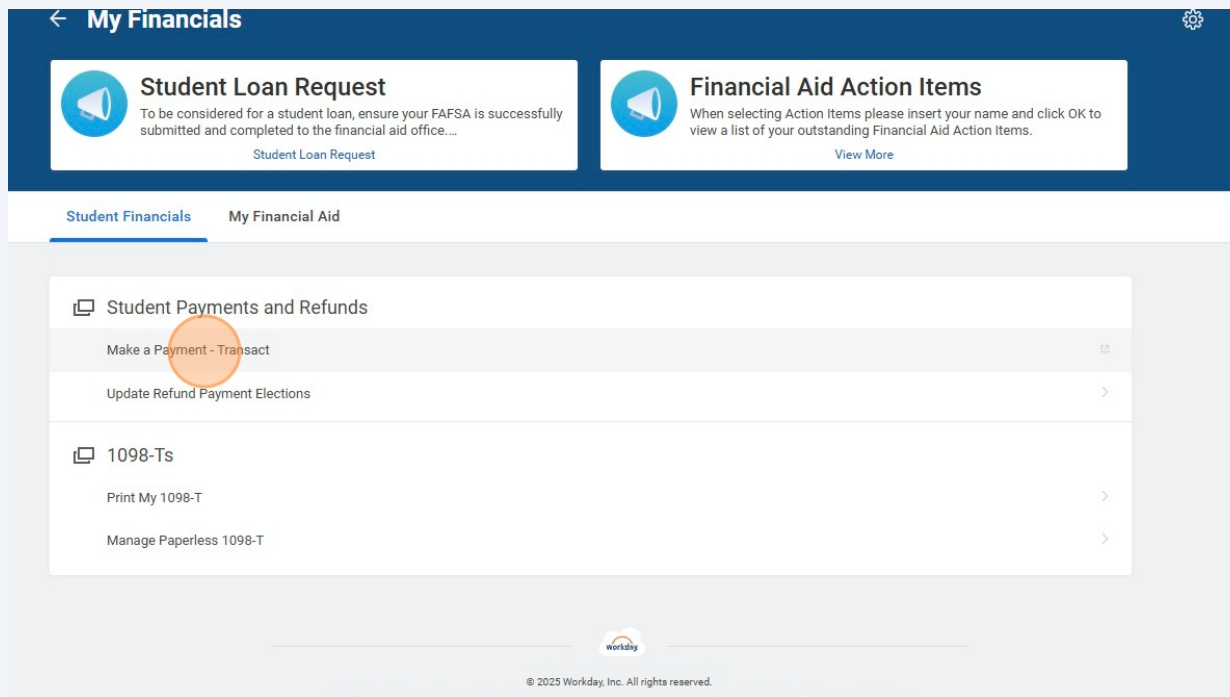 My Financials
Student Loan Request
To be considered for a student loan, ensure your FAFSA is successfully
submitted and completed to the financial aid office....
Student Loan Request
Financial Aid Action Items
When selecting Action Items please insert your name and click OK to
view a list of your outstanding Financial Aid Action Items.
View More
Student Financials
My Financial Aid
Student Payments and Refunds
Make a Payment - Transact
Update Refund Payment Elections
1098-Ts
Print My 1098-T
Manage Paperless 1098-T
workday.
© 2025 Workday, Inc. All rights reserved.